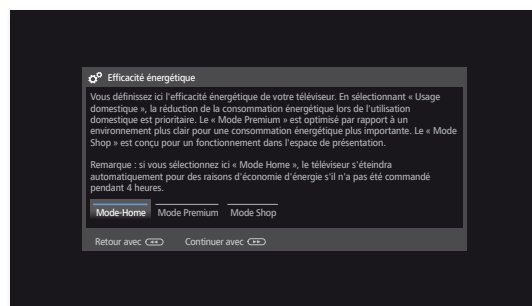 Efficacité énergétique
Vous définissez ici l'efficacité énergétique de votre téléviseur. En sélectionnant « Usage
domestique », la réduction de la consommation énergétique lors de l'utilisation
domestique est prioritaire. Le « Mode Premium » est optimisé par rapport à un
environnement plus clair pour une consommation énergétique plus importante. Le « Mode
Shop » est conçu pour un fonctionnement dans l'espace de présentation.
Remarque : si vous sélectionnez ici « Mode Home », le téléviseur s'éteindra
automatiquement pour des raisons d'économie d'énergie s'il n'a pas été commandé
pendant 4 heures.
Mode-Home Mode Premium Mode Shop
Retour avec Continuer avec